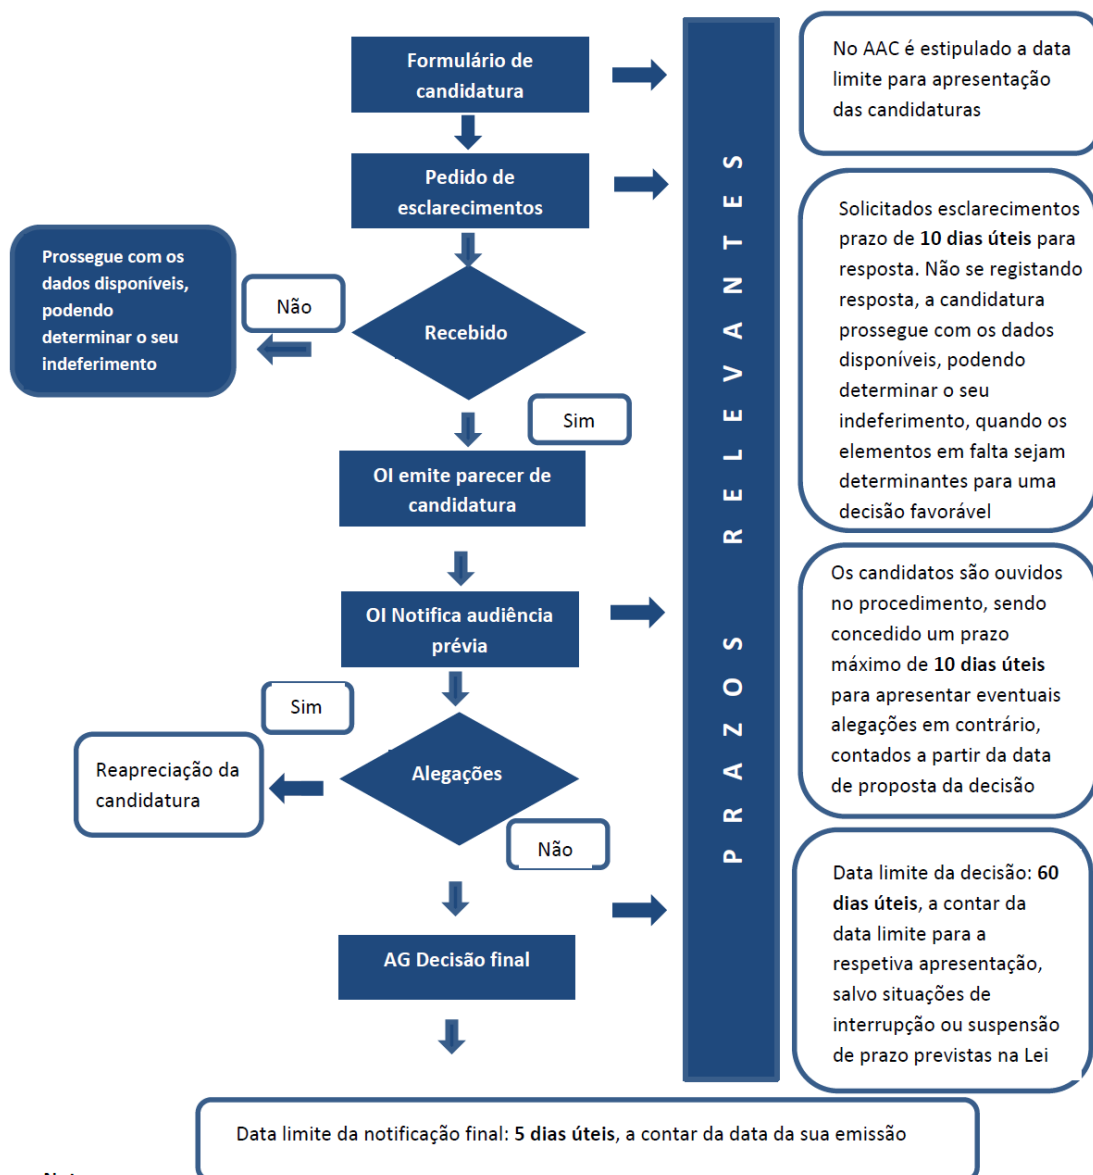 Formulário de
candidatura
No AAC é estipulado a data
limite para apresentação
das candidaturas
Pedido de
esclarecimentos
Solicitados esclarecimentos
prazo de 10 dias úteis para
resposta. Não se registando
resposta, a candidatura
prossegue com os dados
disponíveis, podendo
determinar o seu
indeferimento, quando os
elementos em falta sejam
determinantes para uma
decisão favorável
Prossegue com os
dados disponíveis,
podendo
determinar o seu
indeferimento
Não
Recebido
Sim
OI emite parecer de
candidatura
OI Notifica audiência
prévia
Os candidatos são ouvidos
no procedimento, sendo
concedido um prazo
máximo de 10 dias úteis
para apresentar eventuais
alegações em contrário,
contados a partir da data
de proposta da decisão
Sim
Reapreciação da
candidatura
Alegações
Não
AG Decisão final
Data limite da decisão: 60
dias úteis, a contar da
data limite para a
respetiva apresentação,
salvo situações de
interrupção ou suspensão
de prazo previstas na Lei
PRAZOS RELEVANTES
Data limite da notificação final: 5 dias úteis, a contar da data da sua emissão